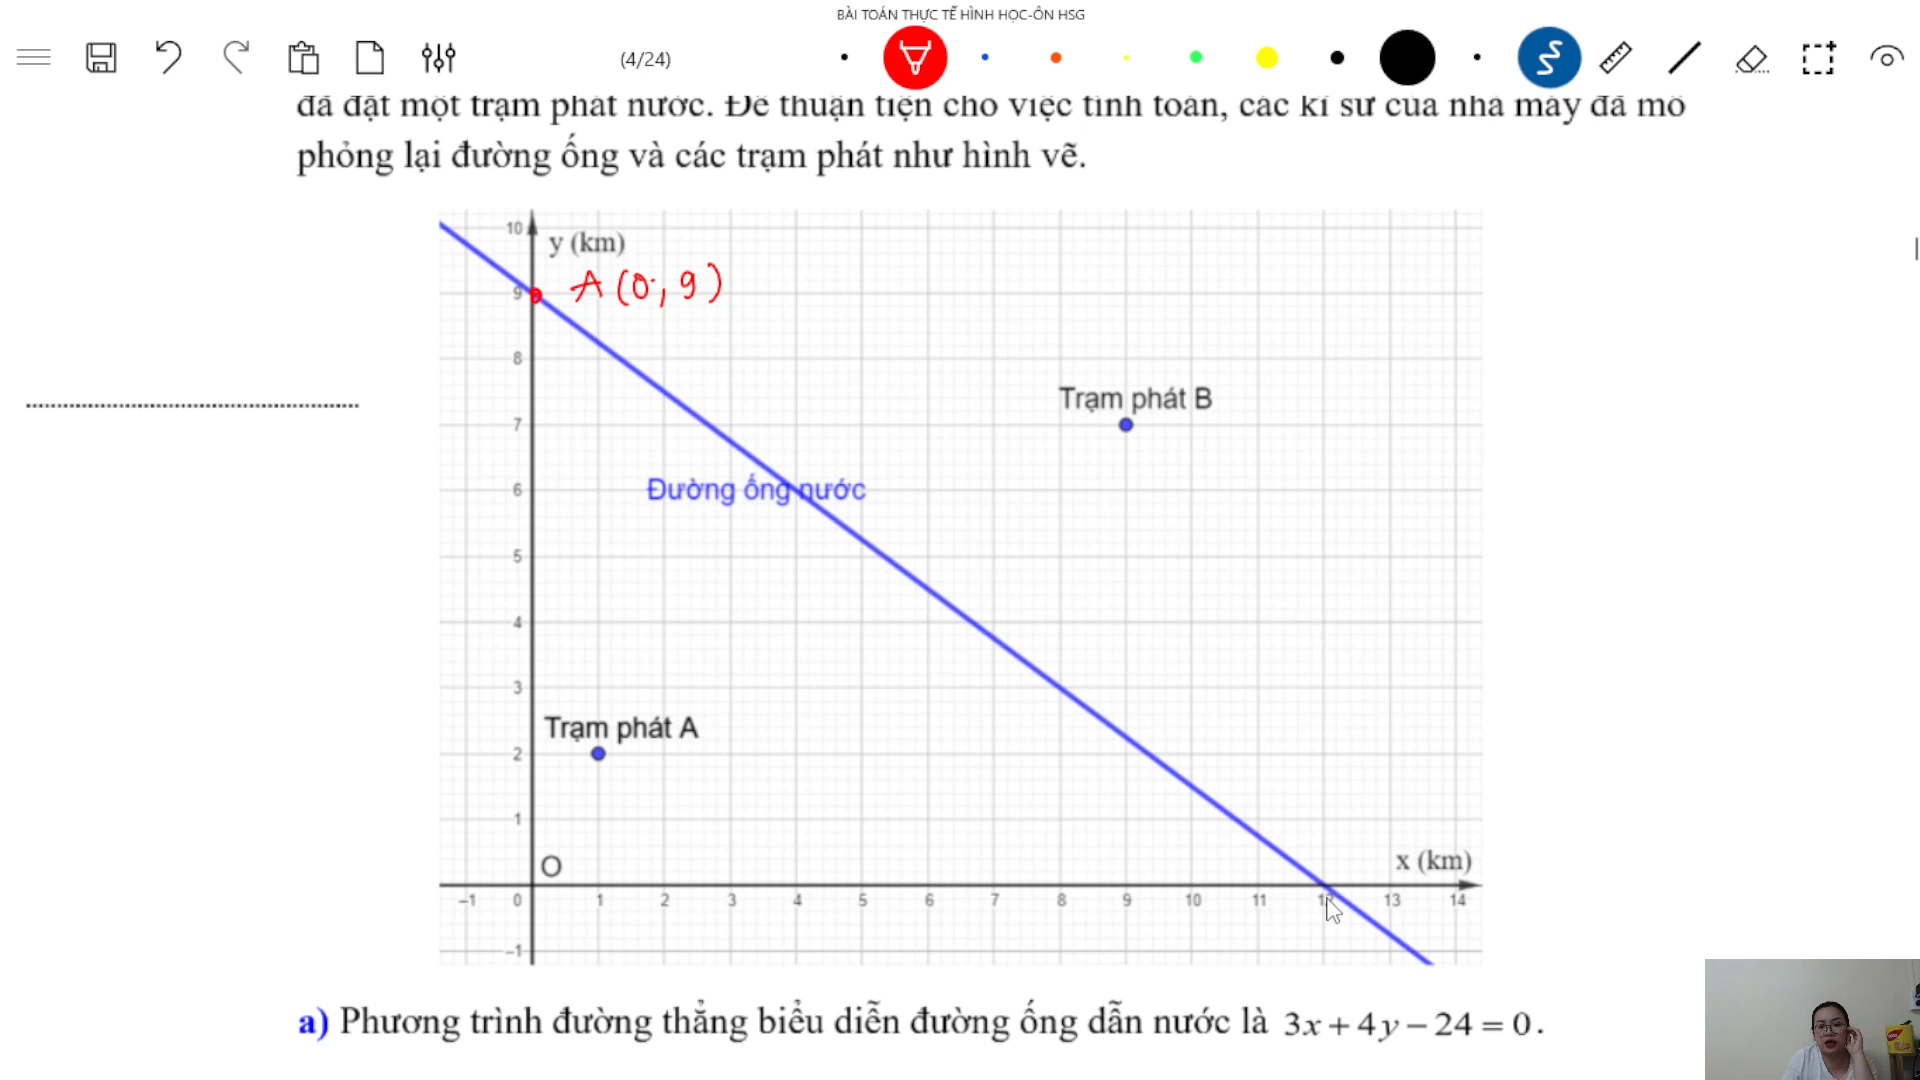 BÀI TOÁN THỰC TẾ HÌNH HỌC-ÔN HSG
(4/24)
đã đặt một trạm phát nước. Để thuận tiện cho việc tính toán, các kĩ sư của nhà máy đã mô
phỏng lại đường ống và các trạm phát như hình vẽ.
10
y (km)
A (0; 9)
9
8
Trạm phát B
7
Đường ống nước
6
5
4
3
Trạm phát A
2
1
O
x (km)
-1 0 1 2 3 4 5 6 7 8 9 10 11 12 13 14
-1
a) Phương trình đường thẳng biểu diễn đường ống dẫn nước là 3x + 4y − 24 = 0.